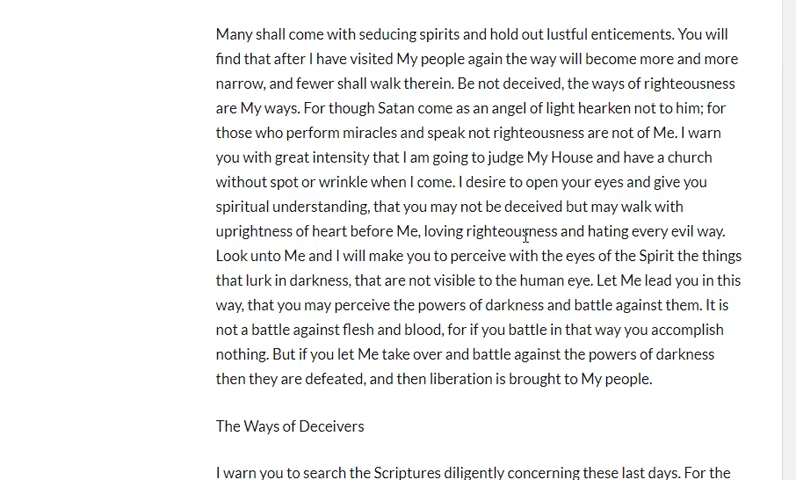 Many shall come with seducing spirits and hold out lustful enticements. You will
find that after I have visited My people again the way will become more and more
narrow, and fewer shall walk therein. Be not deceived, the ways of righteousness
are My ways. For though Satan come as an angel of light hearken not to him; for
those who perform miracles and speak not righteousness are not of Me. I warn
you with great intensity that I am going to judge My House and have a church
without spot or wrinkle when I come. I desire to open your eyes and give you
spiritual understanding, that you may not be deceived but may walk with
uprightness of heart before Me, loving righteousness and hating every evil way.
Look unto Me and I will make you to perceive with the eyes of the Spirit the things
that lurk in darkness, that are not visible to the human eye. Let Me lead you in this
way, that you may perceive the powers of darkness and battle against them. It is
not a battle against flesh and blood, for if you battle in that way you accomplish
nothing. But if you let Me take over and battle against the powers of darkness
then they are defeated, and then liberation is brought to My people.
The Ways of Deceivers
I warn you to search the Scriptures diligently concerning these last days. For the